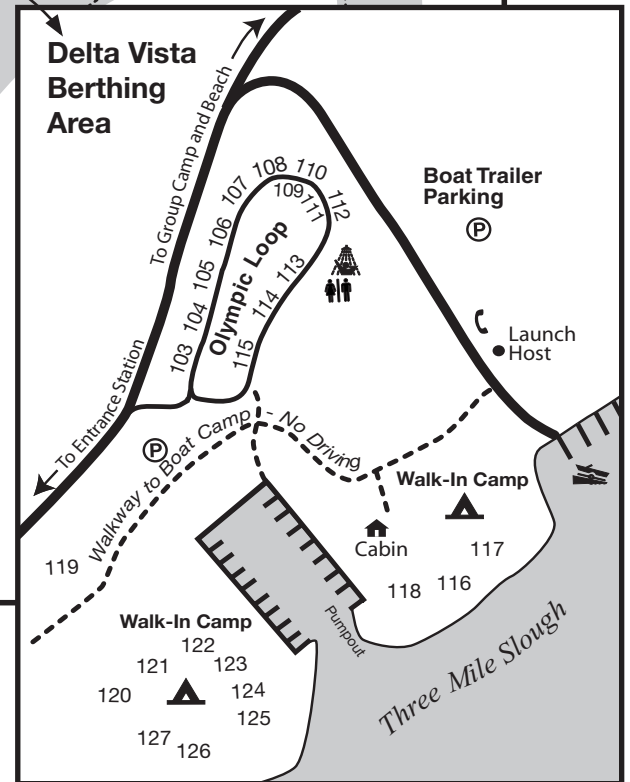 Delta Vista
Berthing
Area
To Group Camp and Beach
108
110
107
109
111
112
106
105
104
103
Olympic Loop
113
114
115
Boat Trailer
Parking
P
Launch
Host
To Entrance Station
P
Walkway to Boat Camp - No Driving
Walk-In Camp
Cabin
117
116
118
119
Pumpout
Walk-In Camp
122
121
123
120
124
125
127
126
Three Mile Slough